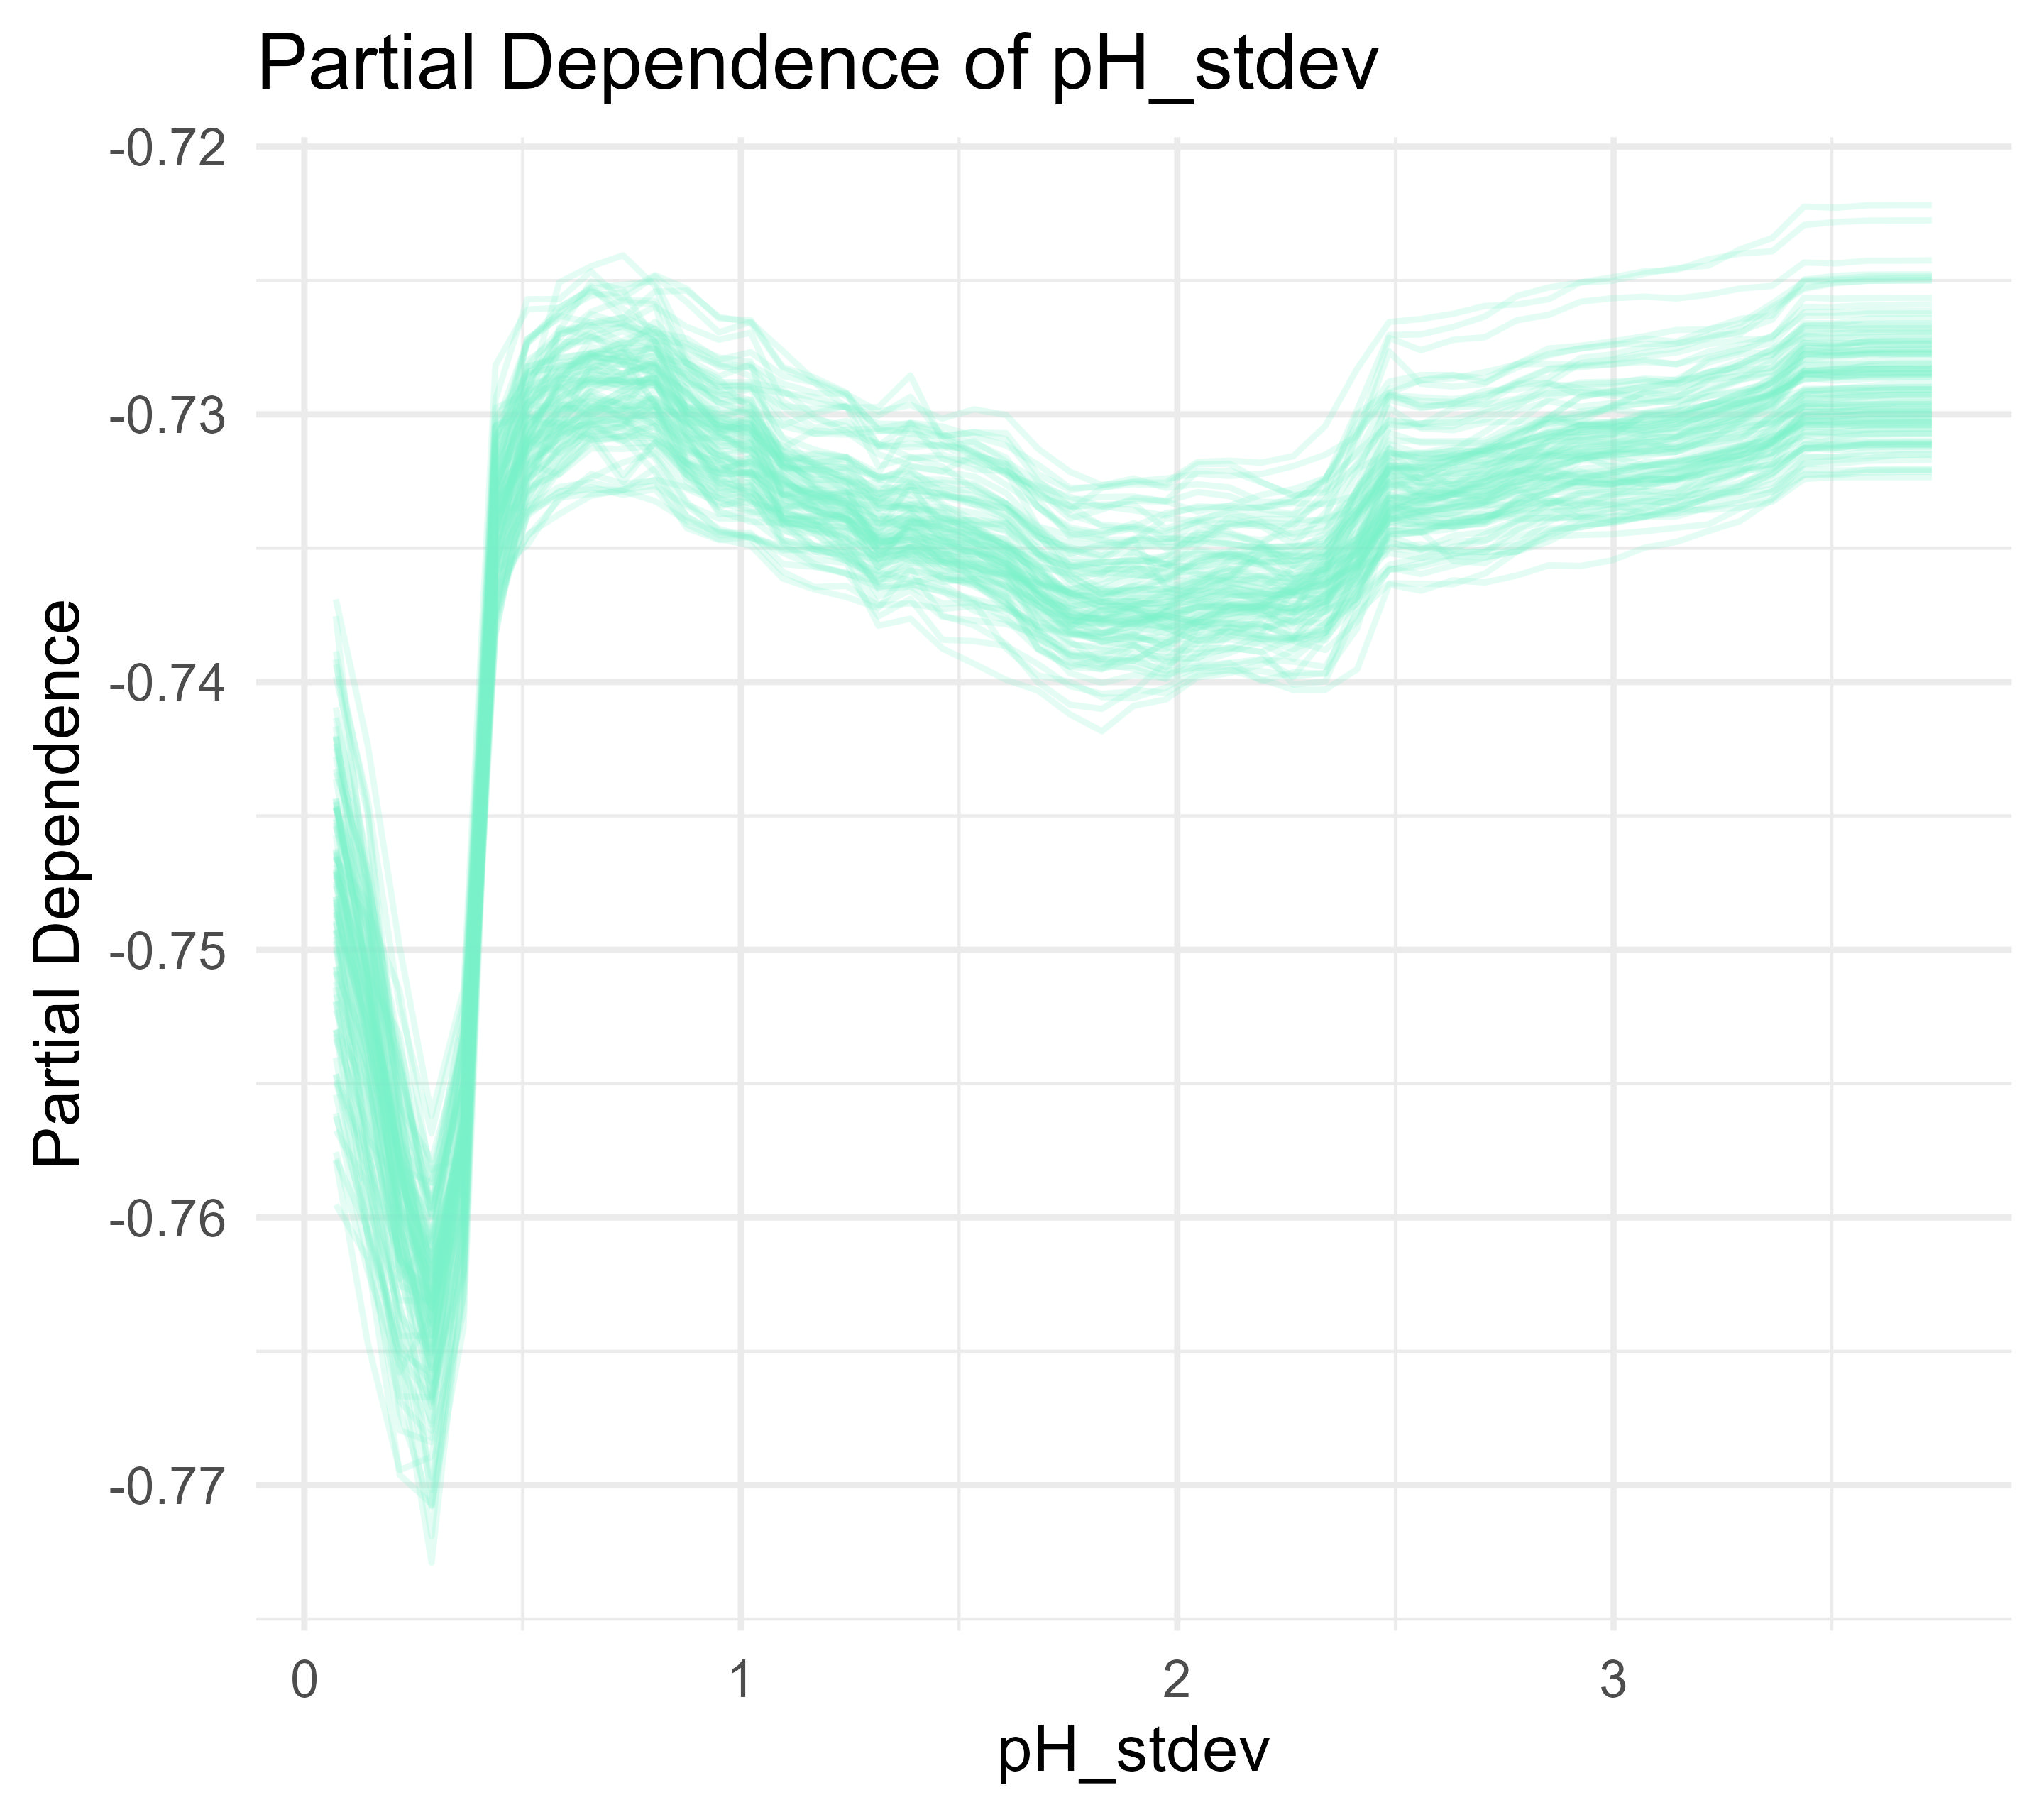 Partial Dependence of pH_stdev
-0.72
-0.73
-0.74
-0.75
-0.76
-0.77
Partial Dependence
0 1 2 3
pH_stdev